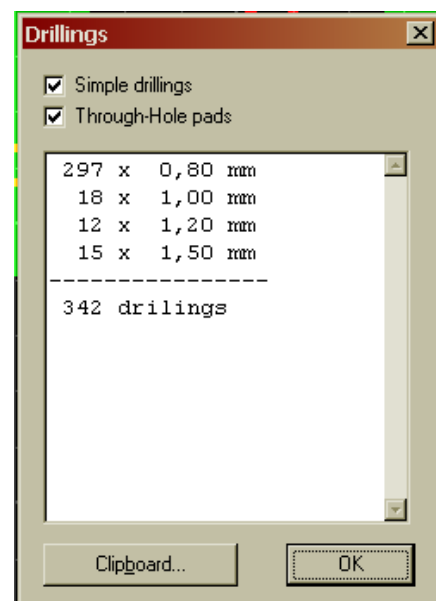 Drillings
Simple drillings
Through-Hole pads
297 x 0,80 mm
18 x 1,00 mm
12 x 1,20 mm
15 x 1,50 mm
----------------
342 drilings
Clipboard...
OK